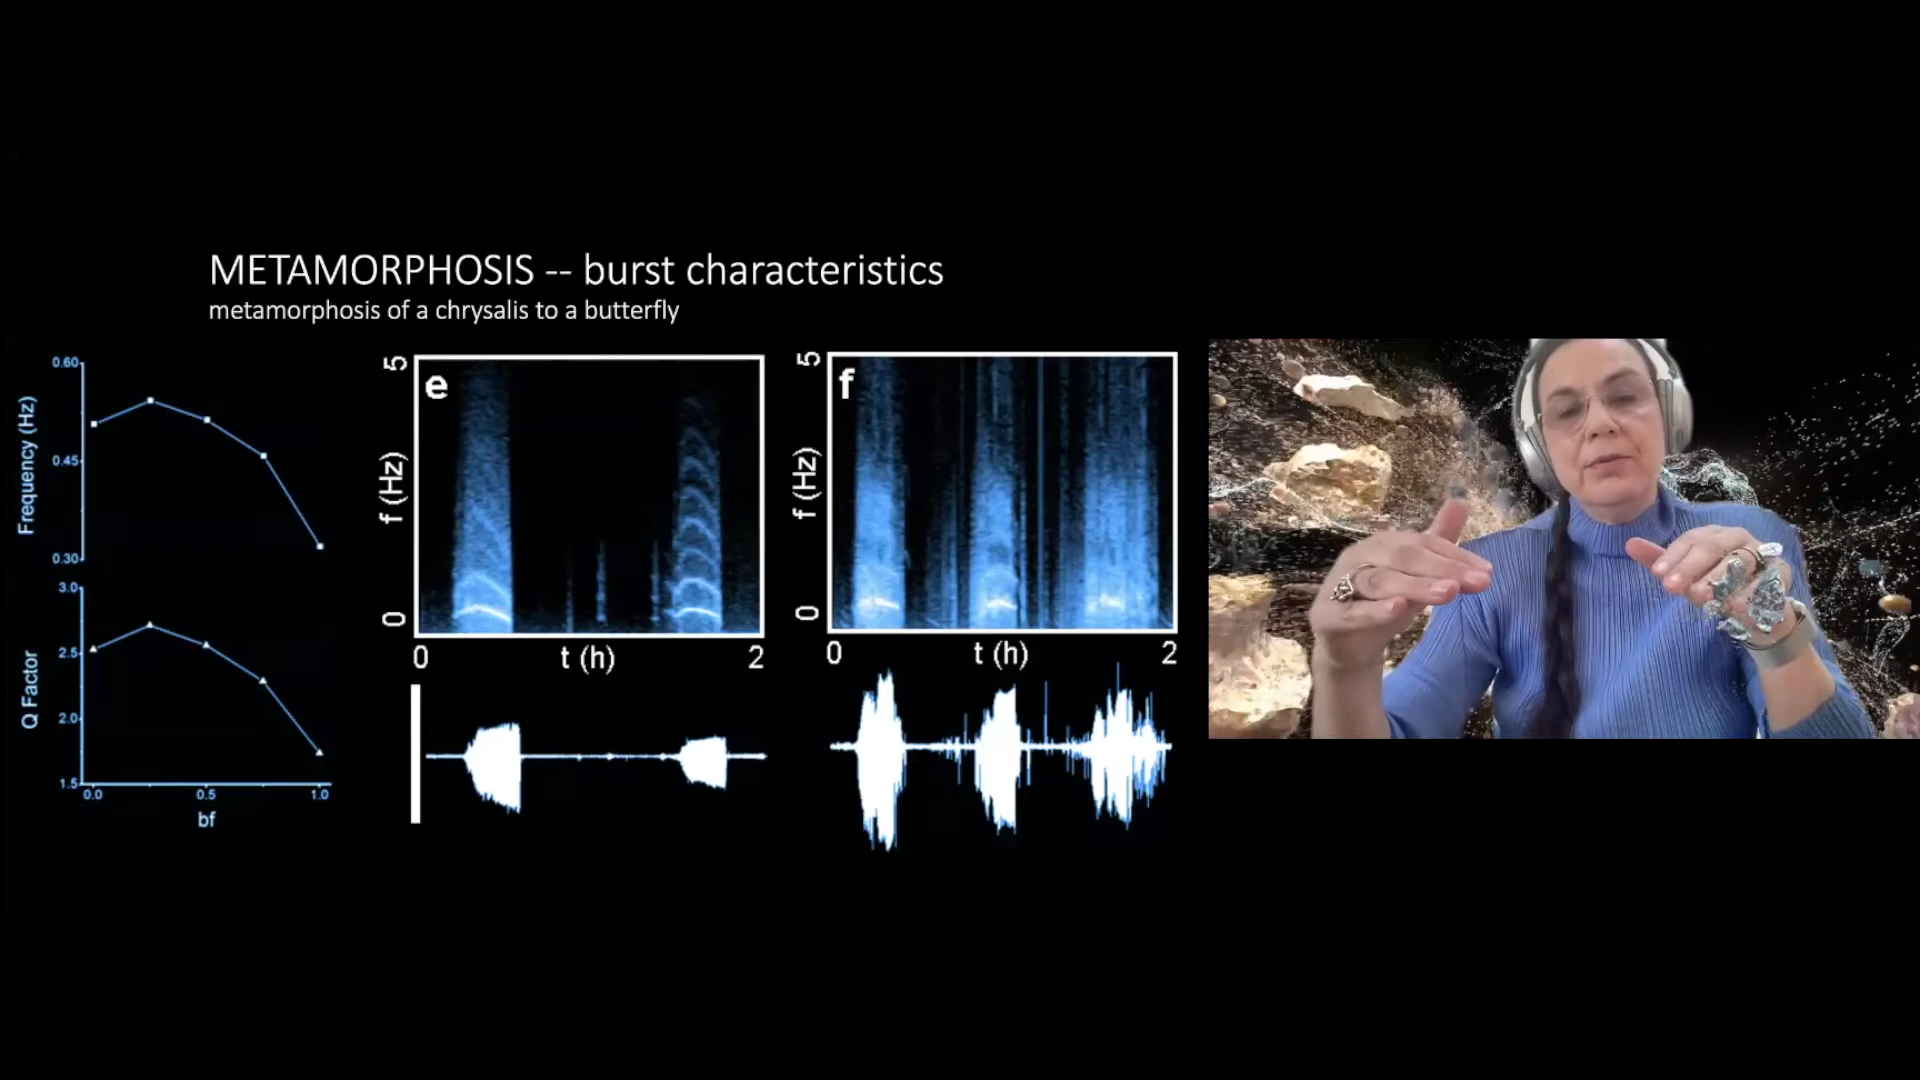 METAMORPHOSIS -- burst characteristics
metamorphosis of a chrysalis to a butterfly
Frequency (Hz)
0.60
0.45
0.30
Q Factor
3.0
2.5
2.0
1.5
0.0 0.5 1.0
bf
e
f (Hz)
5
0
0 t (h) 2
f
f (Hz)
5
0
0 t (h) 2